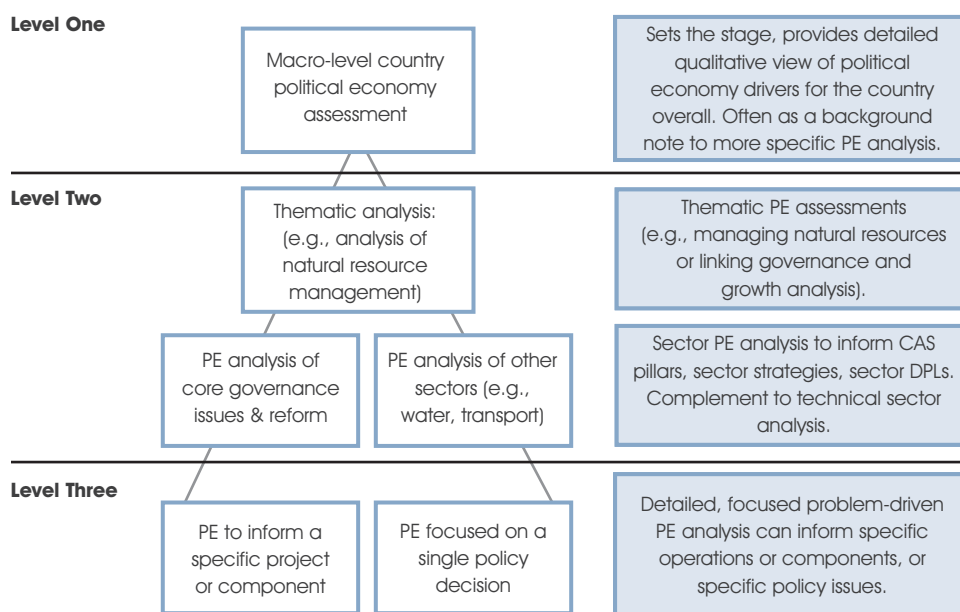 Level One
Macro-level country
political economy
assessment
Sets the stage, provides detailed
qualitative view of political
economy drivers for the country
overall. Often as a background
note to more specific PE analysis.
Level Two
Thematic analysis:
(e.g., analysis of
natural resource
management)
Thematic PE assessments
(e.g., managing natural resources
or linking governance and
growth analysis).
PE analysis of
core governance
issues & reform
PE analysis of other
sectors (e.g.,
water, transport)
Sector PE analysis to inform CAS
pillars, sector strategies, sector DPLs.
Complement to technical sector
analysis.
Level Three
PE to inform a
specific project
or component
PE focused on a
single policy
decision
Detailed, focused problem-driven
PE analysis can inform specific
operations or components, or
specific policy issues.